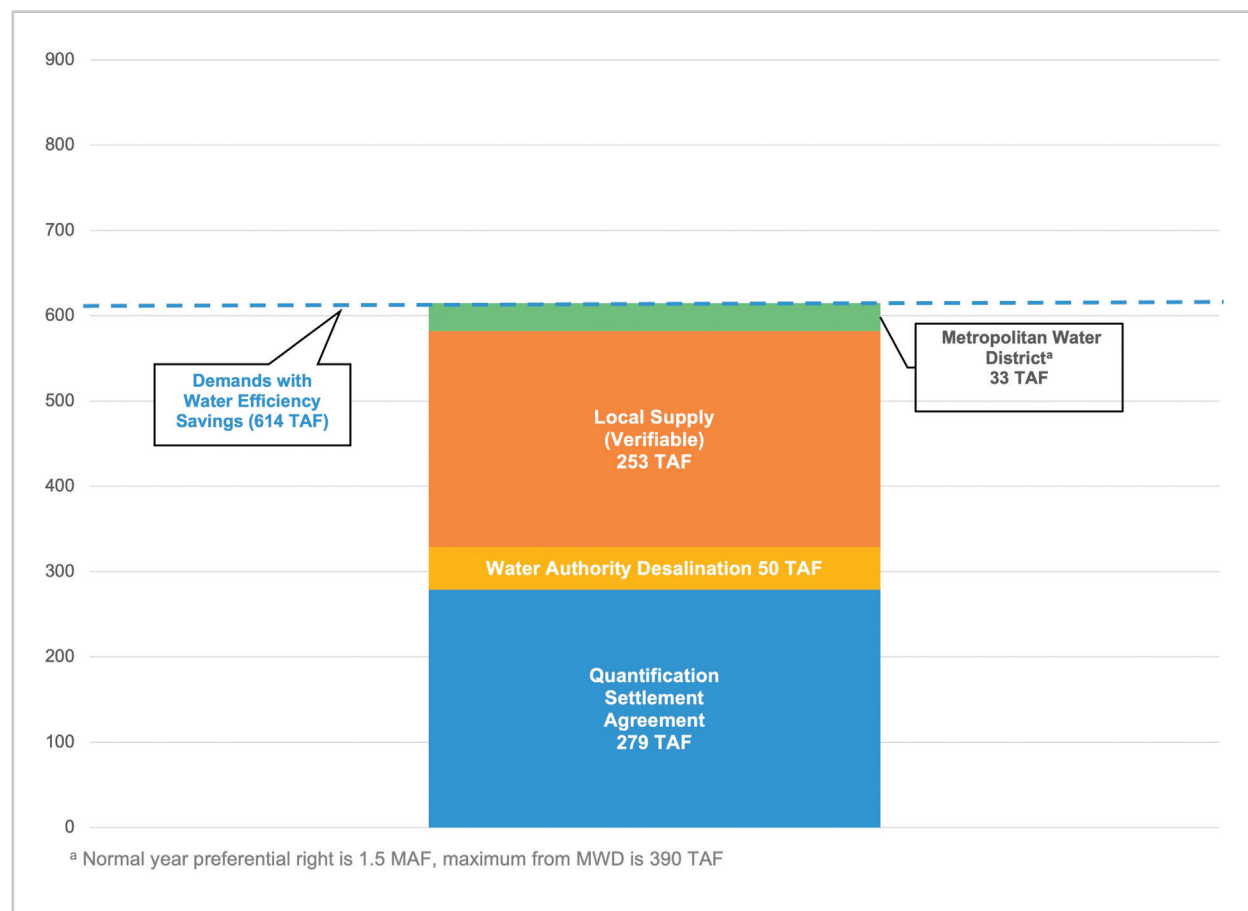 900
800
700
600
500
400
300
200
100
0
Demands with
Water Efficiency
Savings (614 TAF)
Metropolitan Water
Districtᵃ
33 TAF
Local Supply
(Verifiable)
253 TAF
Water Authority Desalination 50 TAF
Quantification
Settlement
Agreement
279 TAF
ᵃ Normal year preferential right is 1.5 MAF, maximum from MWD is 390 TAF